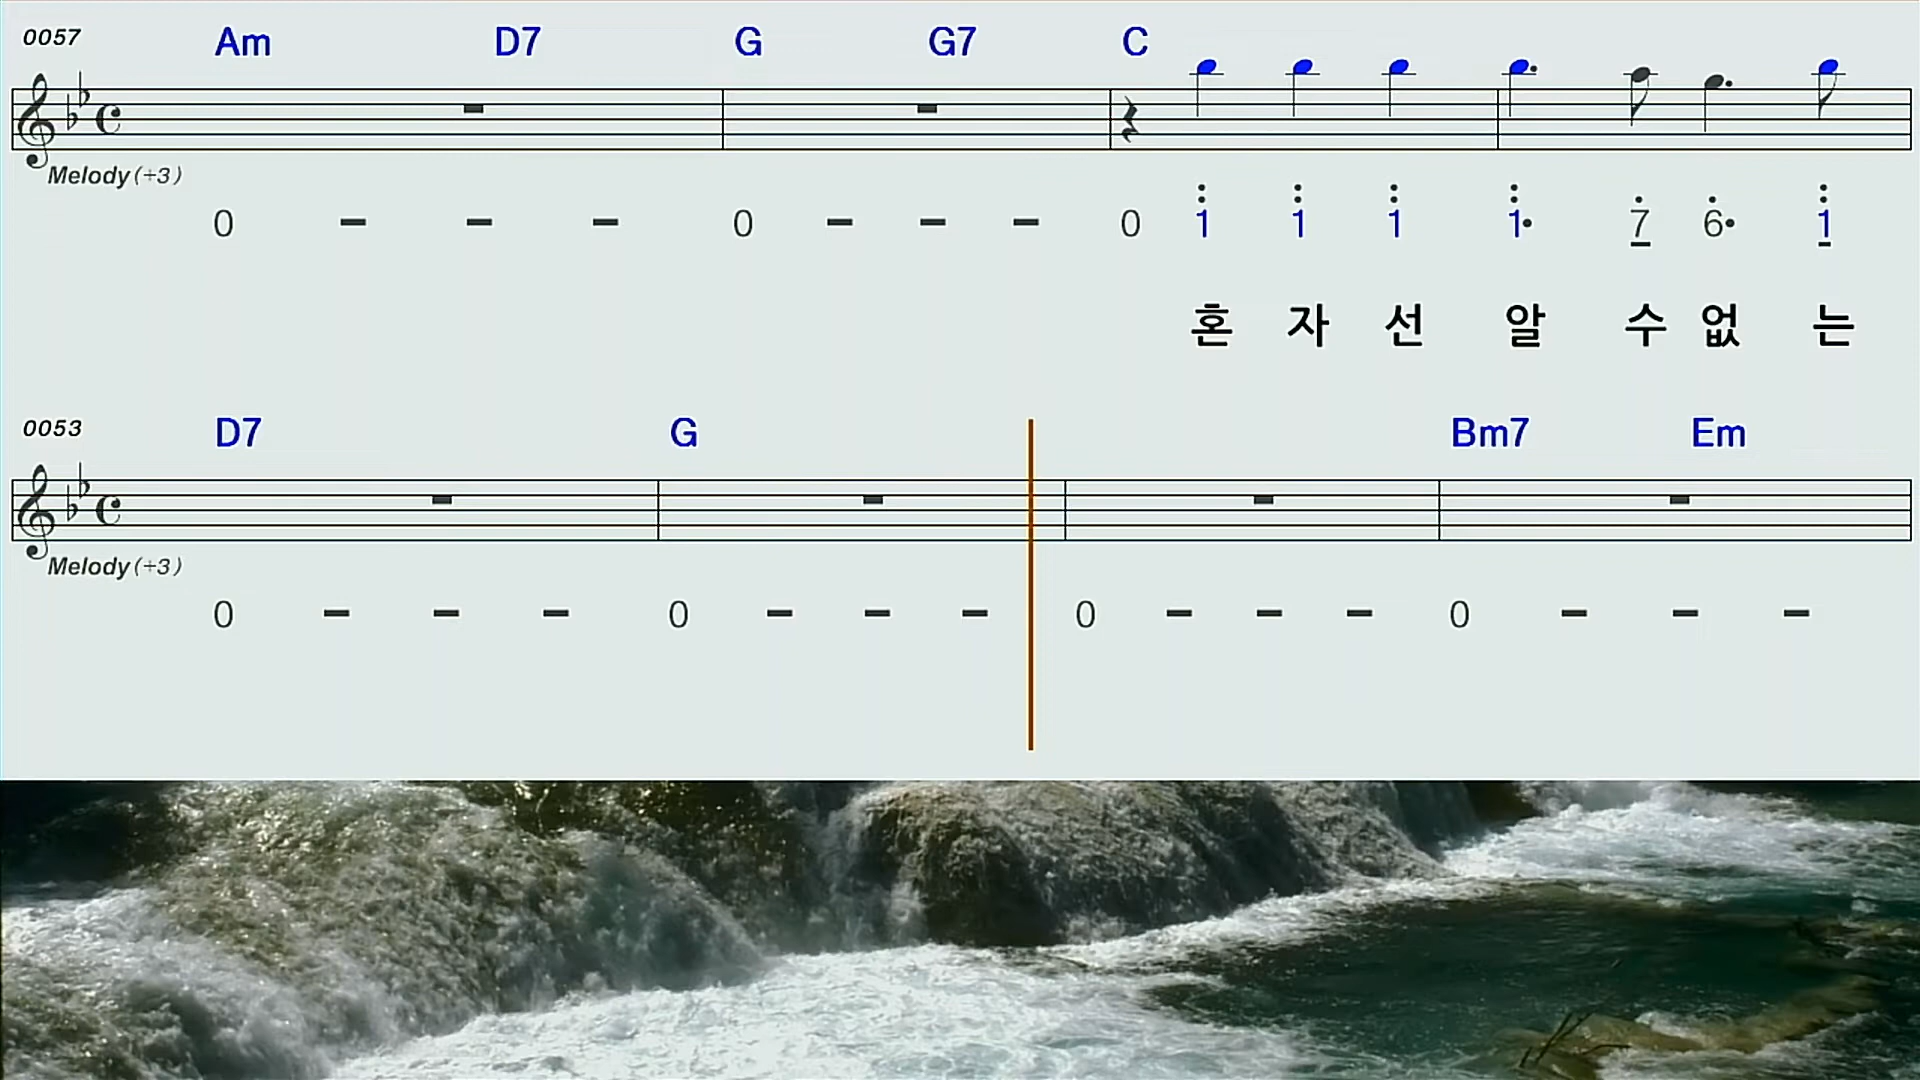 0057 Am D7 G G7 C
Melody(+3)
0 - - - 0 - - - 0 1 1 1 1• 7 6• 1
혼 자 선 알 수 없 는
0053 D7 G Bm7 Em
Melody(+3)
0 - - - 0 - - - 0 - - - 0 - - -